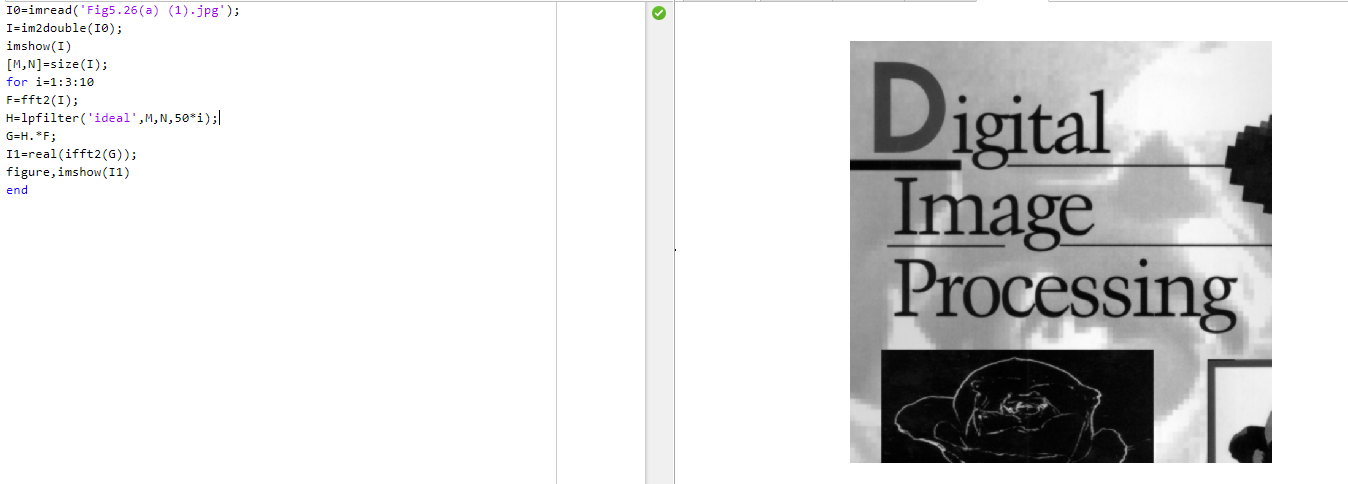 I0=imread('Fig5.26(a) (1).jpg');
I=im2double(I0);
imshow(I)
[M,N]=size(I);
for i=1:3:10
F=fft2(I);
H=lpfilter('ideal',M,N,50*i);
G=H.*F;
I1=real(ifft2(G));
figure,imshow(I1)
end
Digital
Image
Processing